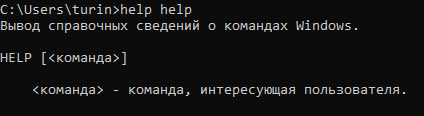 C:\Users\turin>help help
Вывод справочных сведений о командах Windows.
HELP [<команда>]
<команда> - команда, интересующая пользователя.